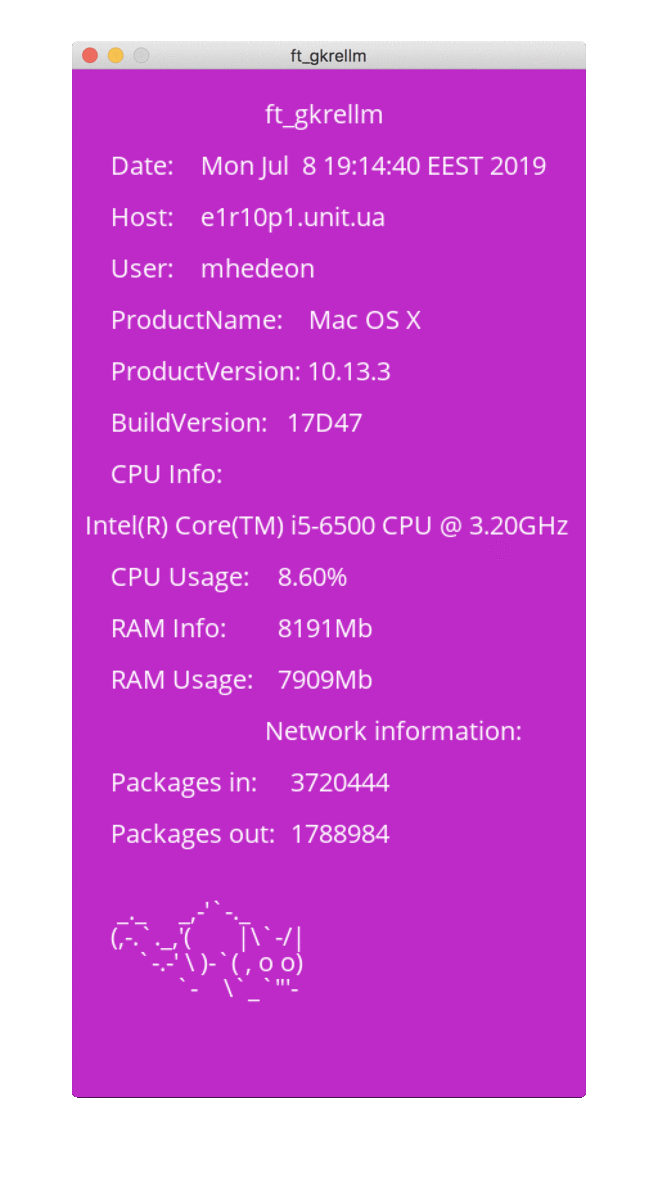 ft_gkrellm
ft_gkrellm
Date: Mon Jul  8 19:14:40 EEST 2019
Host: e1r10p1.unit.ua
User: mhedeon
ProductName: Mac OS X
ProductVersion: 10.13.3
BuildVersion: 17D47
CPU Info:
Intel(R) Core(TM) i5-6500 CPU @ 3.20GHz
CPU Usage: 8.60%
RAM Info: 8191Mb
RAM Usage: 7909Mb
Network information:
Packages in: 3720444
Packages out: 1788984
 _._     _,-'`-._
(,-.`._,'(       |\`-/|
    `-.-' \ )-`( , o o)
          `-    \`_`"'-